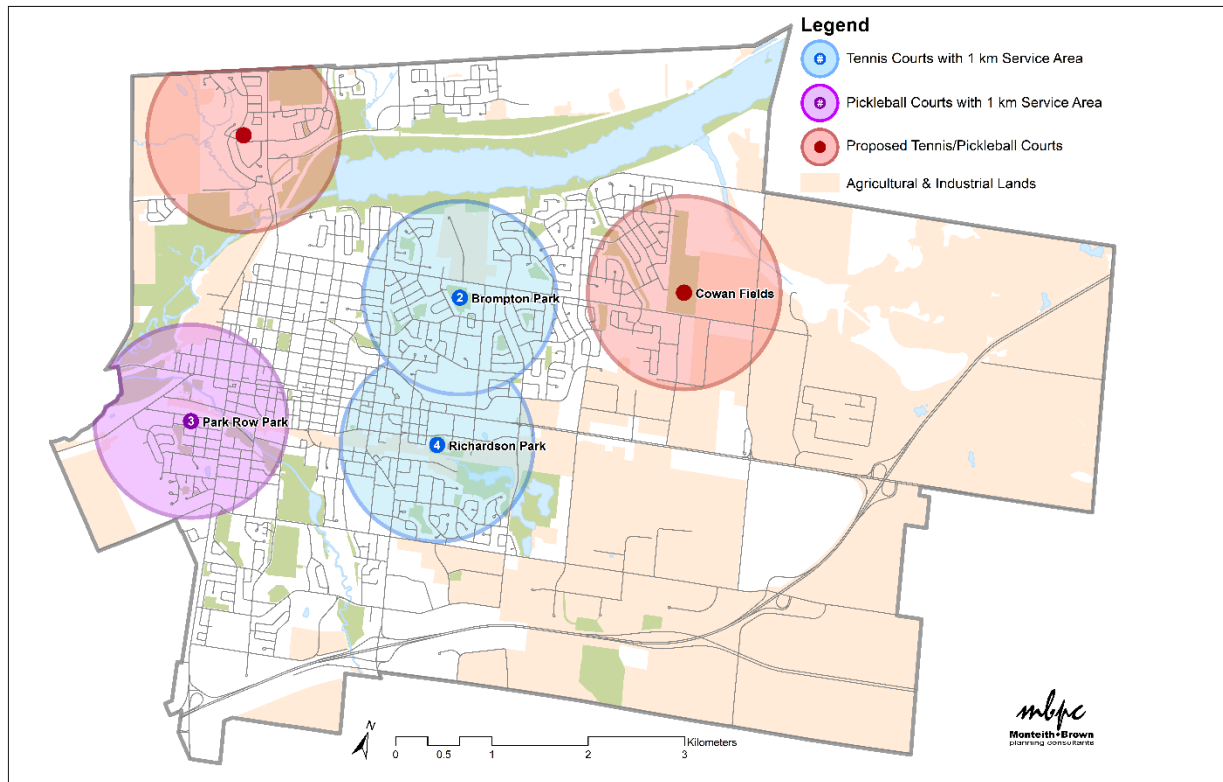 Legend
# Tennis Courts with 1 km Service Area
# Pickleball Courts with 1 km Service Area
Proposed Tennis/Pickleball Courts
Agricultural & Industrial Lands
2 Brompton Park
Cowan Fields
3 Park Row Park
4 Richardson Park
N
Kilometers
0 0.5 1 2 3
mbpc
Monteith•Brown
planning consultants